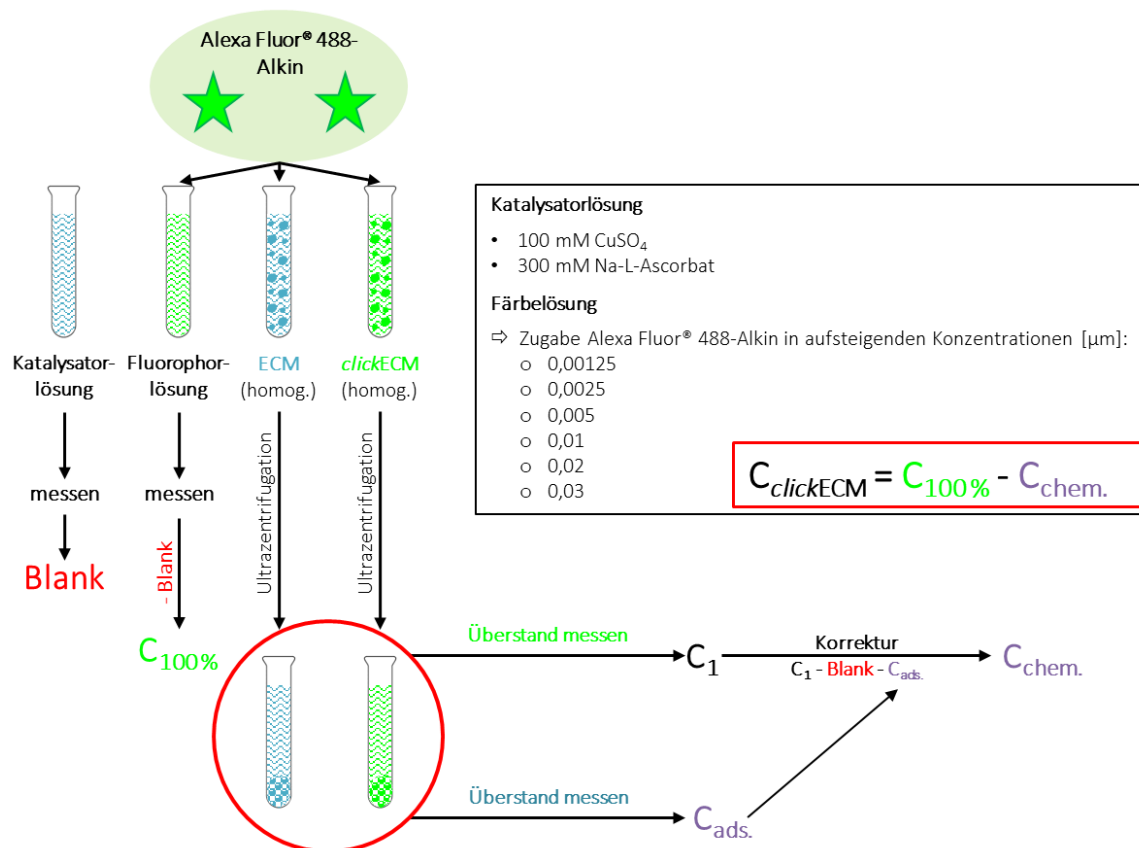 Alexa Fluor® 488-
Alkin
Katalysator-
lösung
Fluorophor-
lösung
ECM
(homog.)
clickECM
(homog.)
messen
messen
Blank
- Blank
C100%
Ultrazentrifugation
Ultrazentrifugation
Katalysatorlösung
• 100 mM CuSO₄
• 300 mM Na-L-Ascorbat
Färbelösung
⇨ Zugabe Alexa Fluor® 488-Alkin in aufsteigenden Konzentrationen [µm]:
o 0,00125
o 0,0025
o 0,005
o 0,01
o 0,02
o 0,03
CclickECM = C100% - Cchem.
Überstand messen
C₁
Korrektur
C₁ - Blank - Cads.
Cchem.
Überstand messen
Cads.